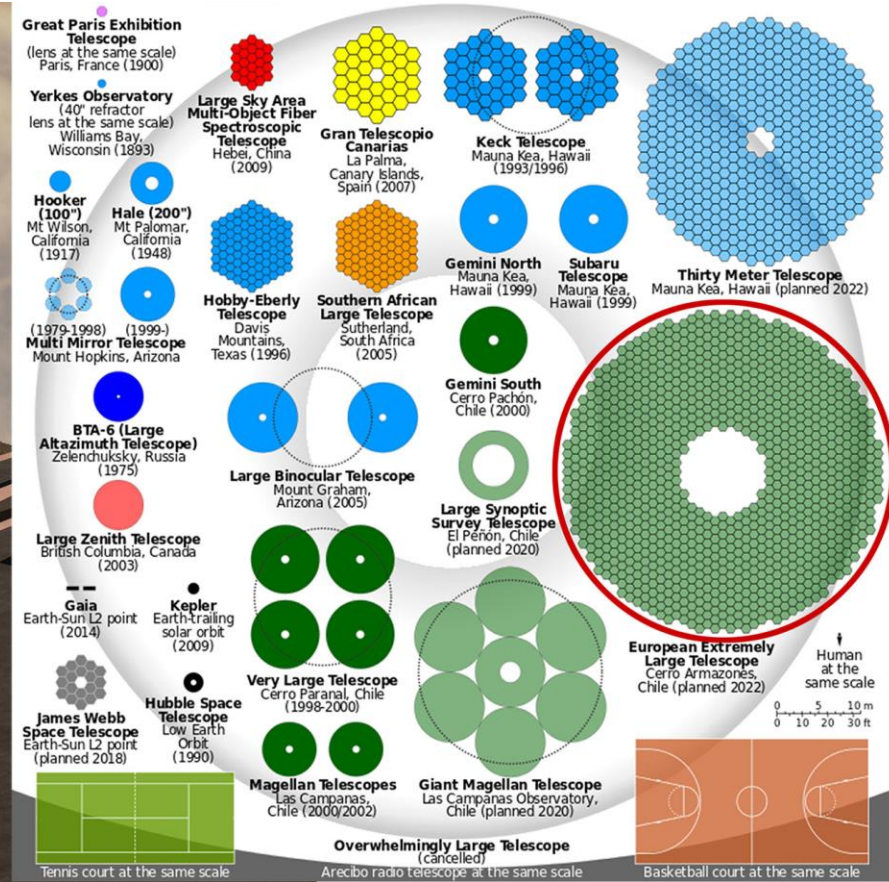 Great Paris Exhibition
Telescope
(lens at the same scale)
Paris, France (1900)
Yerkes Observatory
(40" refractor
lens at the same scale)
Williams Bay,
Wisconsin (1893)
Hooker
(100")
Mt Wilson,
California
(1917)
Hale (200")
Mt Palomar,
California
(1948)
(1979-1998)
(1999-)
Multi Mirror Telescope
Mount Hopkins, Arizona
BTA-6 (Large
Altazimuth Telescope)
Zelenchuksky, Russia
(1975)
Large Zenith Telescope
British Columbia, Canada
(2003)
Gaia
Earth-Sun L2 point
(2014)
Kepler
Earth-trailing
solar orbit
(2009)
James Webb
Space Telescope
Earth-Sun L2 point
(planned 2018)
Hubble Space
Telescope
Low Earth
Orbit
(1990)
Large Sky Area
Multi-Object Fiber
Spectroscopic
Telescope
Hebei, China
(2009)
Gran Telescopio
Canarias
La Palma,
Canary Islands,
Spain (2007)
Keck Telescope
Mauna Kea, Hawaii
(1993/1996)
Hobby-Eberly
Telescope
Davis
Mountains,
Texas (1996)
Southern African
Large Telescope
Sutherland,
South Africa
(2005)
Gemini North
Mauna Kea,
Hawaii (1999)
Subaru
Telescope
Mauna Kea,
Hawaii (1999)
Thirty Meter Telescope
Mauna Kea, Hawaii (planned 2022)
Gemini South
Cerro Pachón,
Chile (2000)
Large Binocular Telescope
Mount Graham,
Arizona (2005)
Large Synoptic
Survey Telescope
El Peñón, Chile
(planned 2020)
Very Large Telescope
Cerro Paranal, Chile
(1998-2000)
Magellan Telescopes
Las Campanas,
Chile (2000/2002)
Giant Magellan Telescope
Las Campanas Observatory,
Chile (planned 2020)
European Extremely
Large Telescope
Cerro Armazones,
Chile (planned 2022)
Human
at the
same scale
0 5 10 m
0 10 20 30 ft
Overwhelmingly Large Telescope
(cancelled)
Tennis court at the same scale
Arecibo radio telescope at the same scale
Basketball court at the same scale